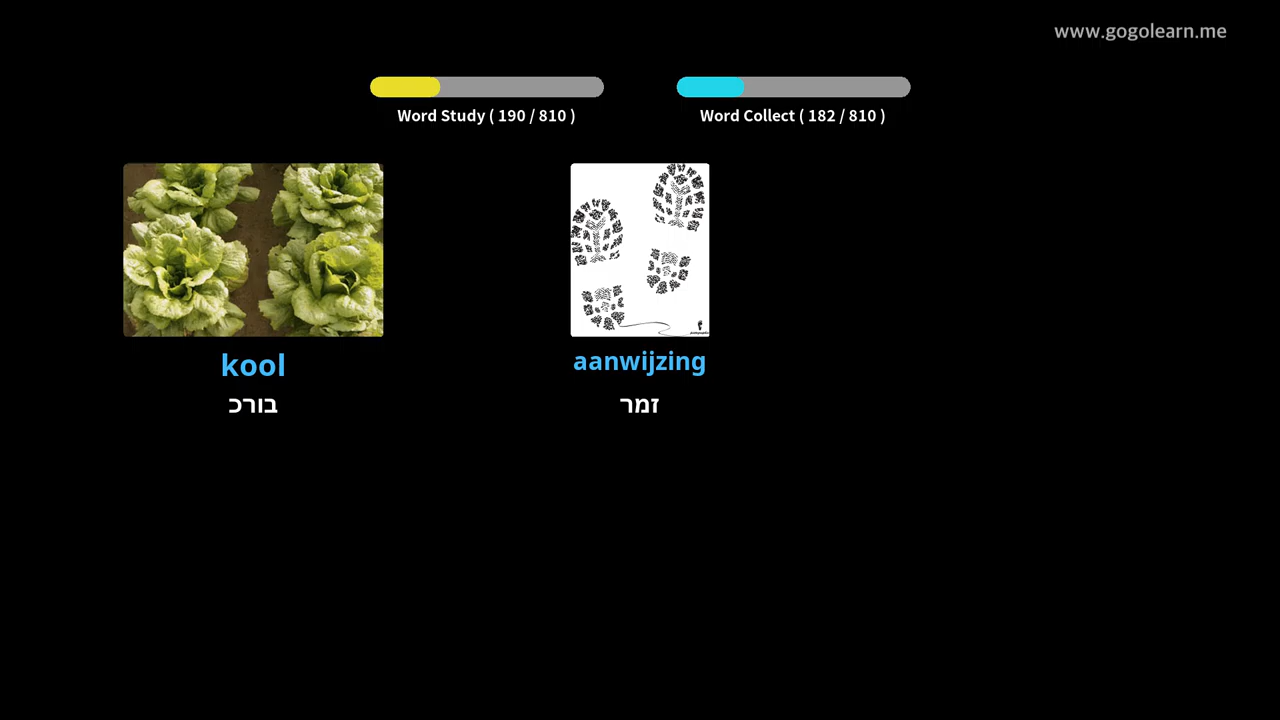 www.gogolearn.me
Word Study ( 190 / 810 )
Word Collect ( 182 / 810 )
kool
בורכ
aanwijzing
זמר